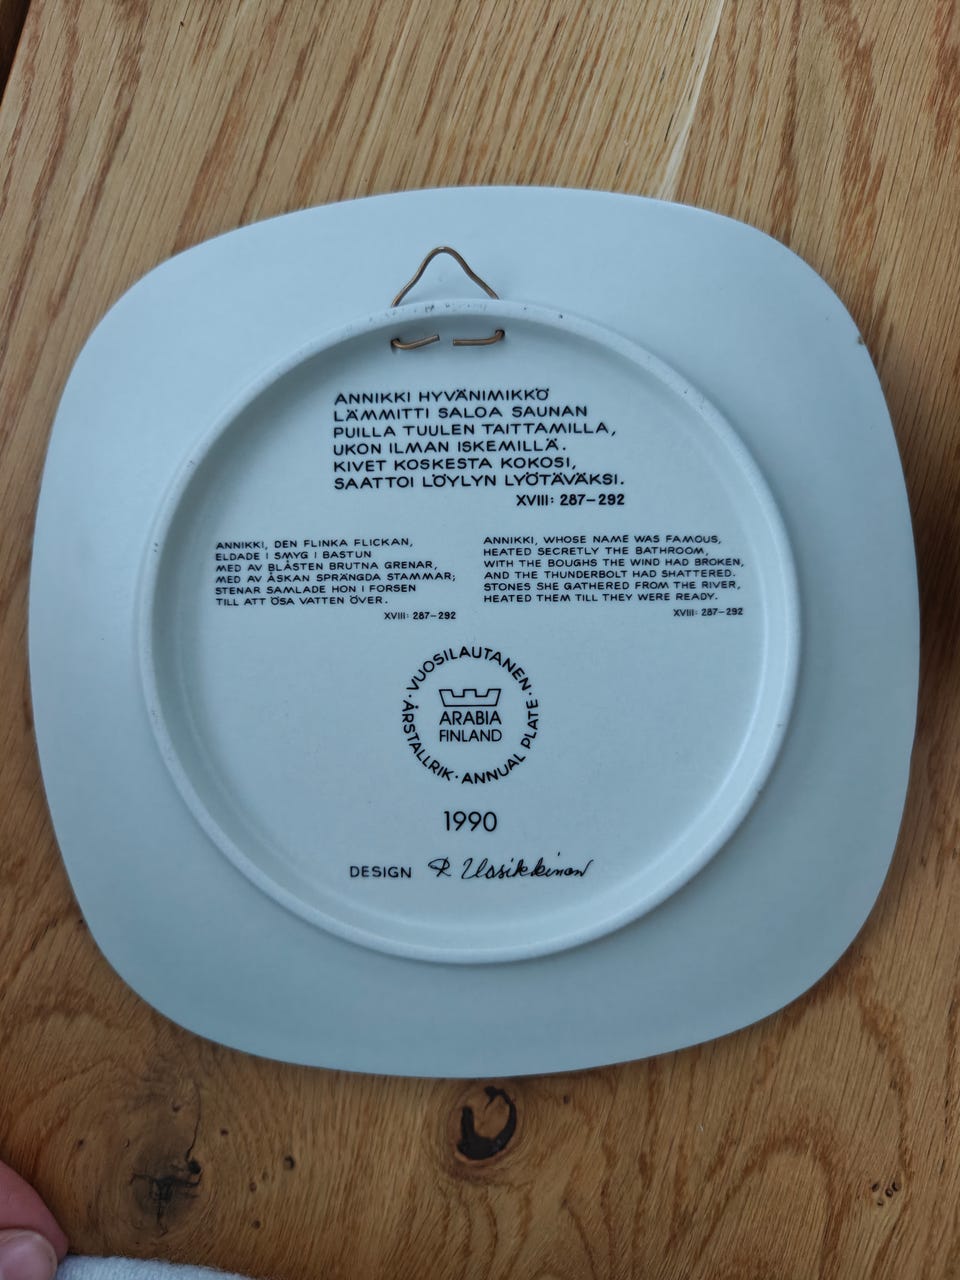 ANNIKKI HYVÄNIMIKKÖ
LÄMMITTI SALOA SAUNAN
PUILLA TUULEN TAITTAMILLA,
UKON ILMAN ISKEMILLÄ.
KIVET KOSKESTA KOKOSI,
SAATTOI LÖYLYN LYÖTÄVÄKSI.
XVIII: 287–292
ANNIKKI, DEN FLINKA FLICKAN,
ELDADE I SMYG I BASTUN
MED AV BLÅSTEN BRUTNA GRENAR,
MED AV ÅSKAN SPRÄNGDA STAMMAR;
STENAR SAMLADE HON I FORSEN
TILL ATT ÖSA VATTEN ÖVER.
XVIII: 287–292
ANNIKKI, WHOSE NAME WAS FAMOUS,
HEATED SECRETLY THE BATHROOM,
WITH THE BOUGHS THE WIND HAD BROKEN,
AND THE THUNDERBOLT HAD SHATTERED.
STONES SHE GATHERED FROM THE RIVER,
HEATED THEM TILL THEY WERE READY.
XVIII: 287–292
· VUOSILAUTANEN · ANNUAL PLATE · ÅRSTALLRIK
ARABIA
FINLAND
1990
DESIGN R Uosikkinen